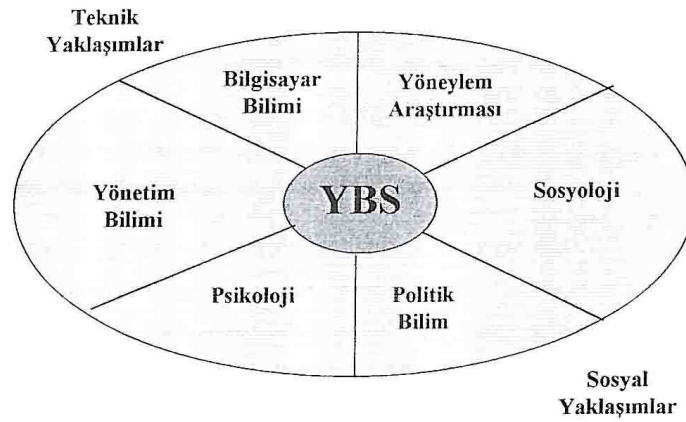 Teknik
Yaklaşımlar
Bilgisayar
Bilimi
Yöneylem
Araştırması
Yönetim
Bilimi
YBS
Sosyoloji
Psikoloji
Politik
Bilim
Sosyal
Yaklaşımlar